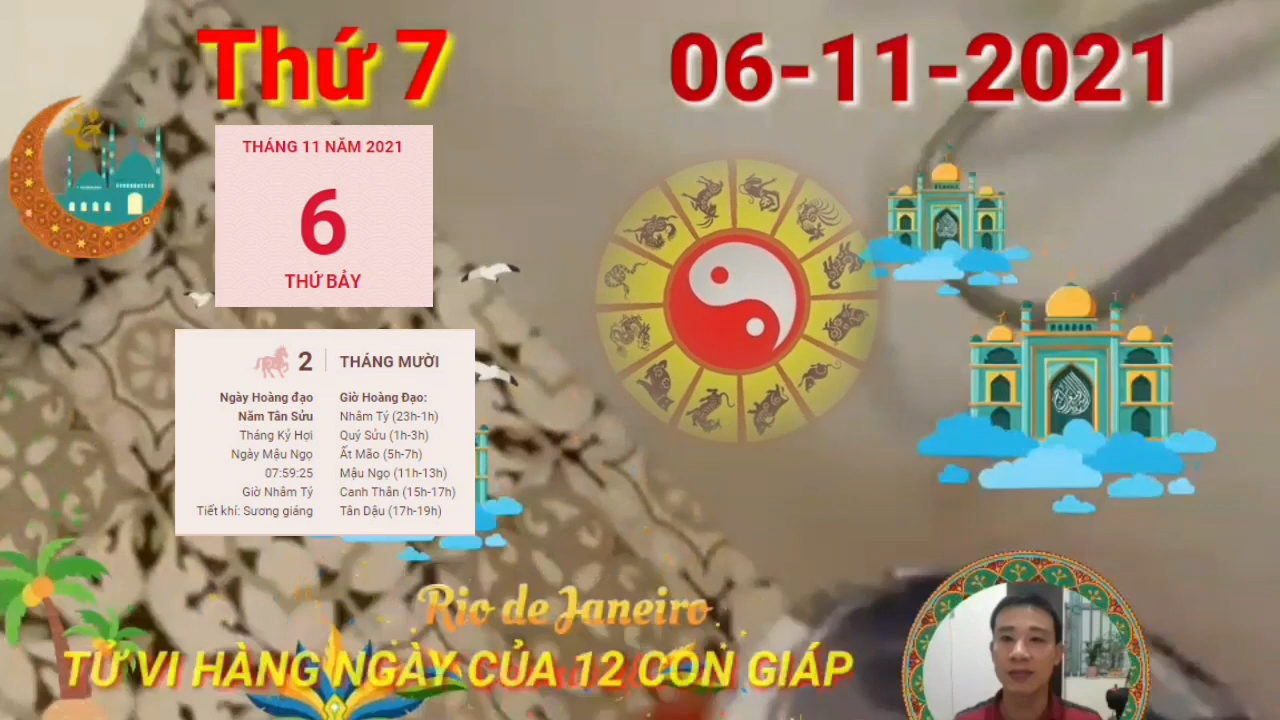 Thứ 7
06-11-2021
THÁNG 11 NĂM 2021
6
THỨ BẢY
2
THÁNG MƯỜI
Ngày Hoàng đạo
Năm Tân Sửu
Tháng Kỷ Hợi
Ngày Mậu Ngọ
07:59:25
Giờ Nhâm Tý
Tiết khí: Sương giáng
Giờ Hoàng Đạo:
Nhâm Tý (23h-1h)
Quý Sửu (1h-3h)
Ất Mão (5h-7h)
Mậu Ngọ (11h-13h)
Canh Thân (15h-17h)
Tân Dậu (17h-19h)
Rio de Janeiro
TỬ VI HÀNG NGÀY CỦA 12 CON GIÁP